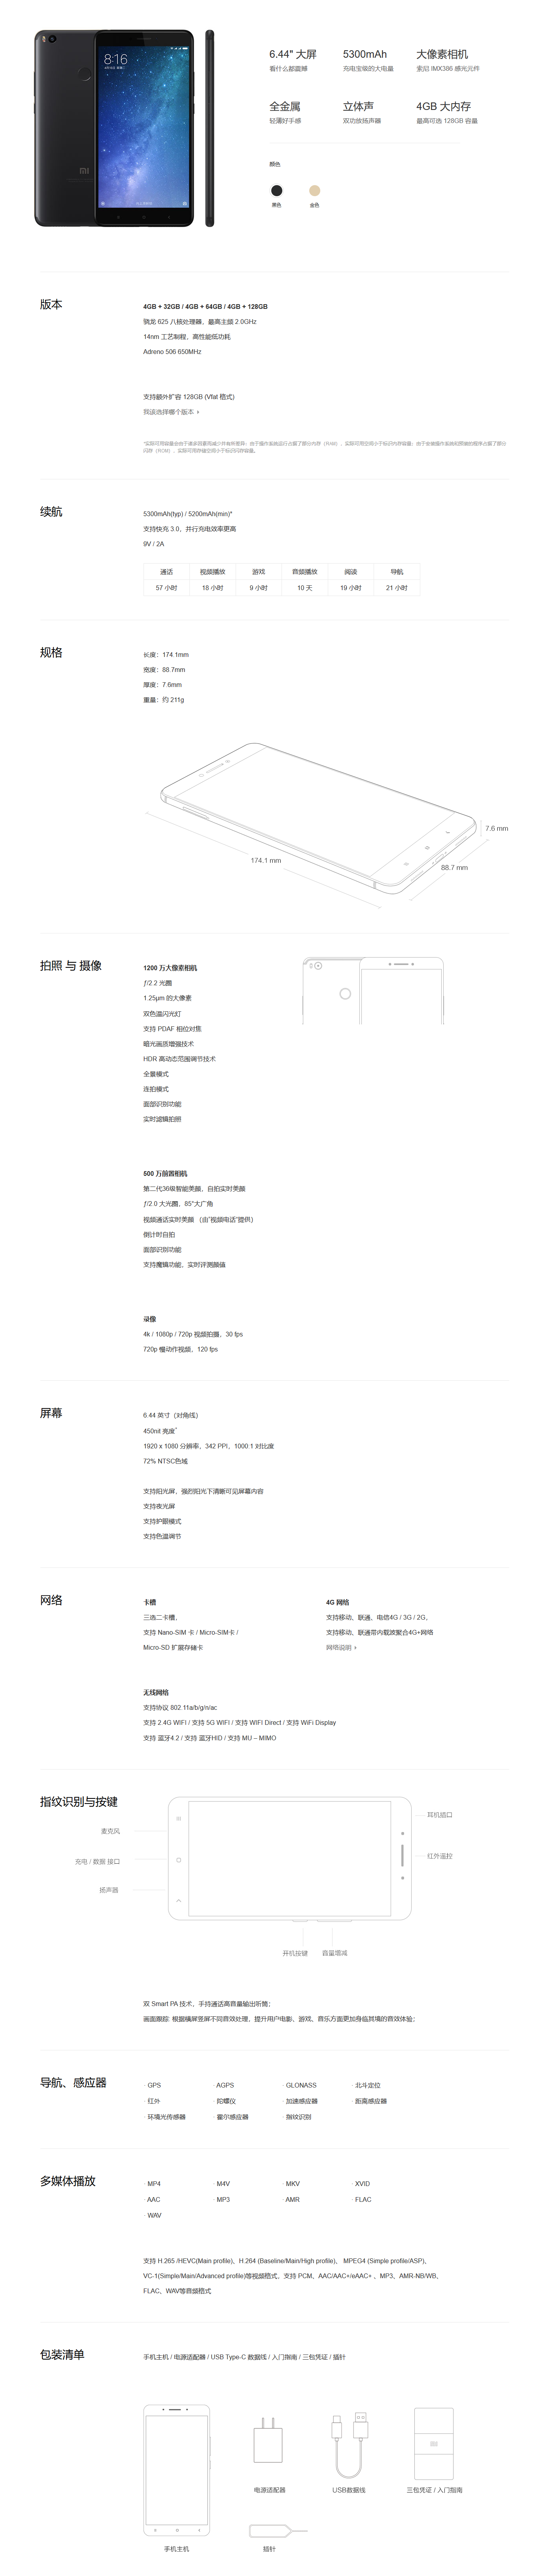 8:16
6.44" 大屏
看什么都震撼
5300mAh
充电宝级的大电量
大像素相机
索尼 IMX386 感光元件
全金属
轻薄好手感
立体声
双功放扬声器
4GB 大内存
最高可选 128GB 容量
颜色
黑色
金色
版本
4GB + 32GB / 4GB + 64GB / 4GB + 128GB
骁龙 625 八核处理器，最高主频 2.0GHz
14nm 工艺制程，高性能低功耗
Adreno 506 650MHz
支持额外扩容 128GB (Vfat 格式)
我该选择哪个版本 ›
续航
5300mAh(typ) / 5200mAh(min)*
支持快充 3.0，并行充电效率更高
9V / 2A
通话 视频播放 游戏 音频播放 阅读 导航
57 小时 18 小时 9 小时 10 天 19 小时 21 小时
规格
长度：174.1mm
宽度：88.7mm
厚度：7.6mm
重量：约 211g
7.6 mm
174.1 mm
88.7 mm
拍照 与 摄像
1200 万大像素相机
ƒ/2.2 光圈
1.25μm 的大像素
双色温闪光灯
支持 PDAF 相位对焦
暗光画质增强技术
HDR 高动态范围调节技术
全景模式
连拍模式
面部识别功能
实时滤镜拍照
500 万前置相机
第二代36级智能美颜，自拍实时美颜
ƒ/2.0 大光圈，85°大广角
视频通话实时美颜 （由“视频电话”提供）
倒计时自拍
面部识别功能
支持魔镜功能，实时评测颜值
录像
4k / 1080p / 720p 视频拍摄，30 fps
720p 慢动作视频，120 fps
屏幕
6.44 英寸（对角线）
450nit 亮度*
1920 x 1080 分辨率，342 PPI，1000:1 对比度
72% NTSC色域
支持阳光屏，强烈阳光下清晰可见屏幕内容
支持夜光屏
支持护眼模式
支持色温调节
网络
卡槽
三选二卡槽，
支持 Nano-SIM 卡 / Micro-SIM卡 /
Micro-SD 扩展存储卡
4G 网络
支持移动、联通、电信4G / 3G / 2G，
支持移动、联通带内载波聚合4G+网络
网络说明 ›
无线网络
支持协议 802.11a/b/g/n/ac
支持 2.4G WIFI / 支持 5G WIFI / 支持 WIFI Direct / 支持 WiFi Display
支持 蓝牙4.2 / 支持 蓝牙HID / 支持 MU – MIMO
指纹识别与按键
麦克风
充电 / 数据 接口
扬声器
耳机插口
红外遥控
开机按键
音量增减
双 Smart PA 技术，手持通话高音量输出听筒；
画面跟踪: 根据横屏竖屏不同音效处理，提升用户电影、游戏、音乐方面更加身临其境的音效体验；
导航、感应器
· GPS · AGPS · GLONASS · 北斗定位
· 红外 · 陀螺仪 · 加速感应器 · 距离感应器
· 环境光传感器 · 霍尔感应器 · 指纹识别
多媒体播放
· MP4 · M4V · MKV · XVID
· AAC · MP3 · AMR · FLAC
· WAV
支持 H.265 /HEVC(Main profile)、H.264 (Baseline/Main/High profile)、 MPEG4 (Simple profile/ASP)、
VC-1(Simple/Main/Advanced profile)等视频格式，支持 PCM、AAC/AAC+/eAAC+ 、MP3、AMR-NB/WB、
FLAC、WAV等音频格式
包装清单
手机主机 / 电源适配器 / USB Type-C 数据线 / 入门指南 / 三包凭证 / 插针
电源适配器
USB数据线
三包凭证 / 入门指南
手机主机
插针